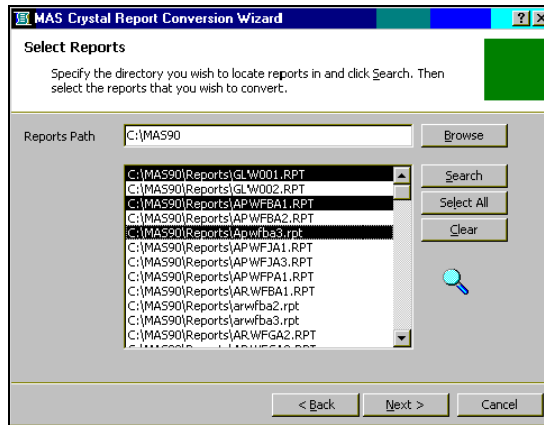 MAS Crystal Report Conversion Wizard
Select Reports
Specify the directory you wish to locate reports in and click Search. Then
select the reports that you wish to convert.
Reports Path
C:\MAS90
Browse
C:\MAS90\Reports\GLW001.RPT
C:\MAS90\Reports\GLW002.RPT
C:\MAS90\Reports\APWFBA1.RPT
C:\MAS90\Reports\APWFBA2.RPT
C:\MAS90\Reports\Apwfba3.rpt
C:\MAS90\Reports\APWFJA1.RPT
C:\MAS90\Reports\APWFJA3.RPT
C:\MAS90\Reports\APWFPA1.RPT
C:\MAS90\Reports\ARWFBA1.RPT
C:\MAS90\Reports\arwfba2.rpt
C:\MAS90\Reports\arwfba3.rpt
C:\MAS90\Reports\ARWFGA2.RPT
Search
Select All
Clear
< Back
Next >
Cancel